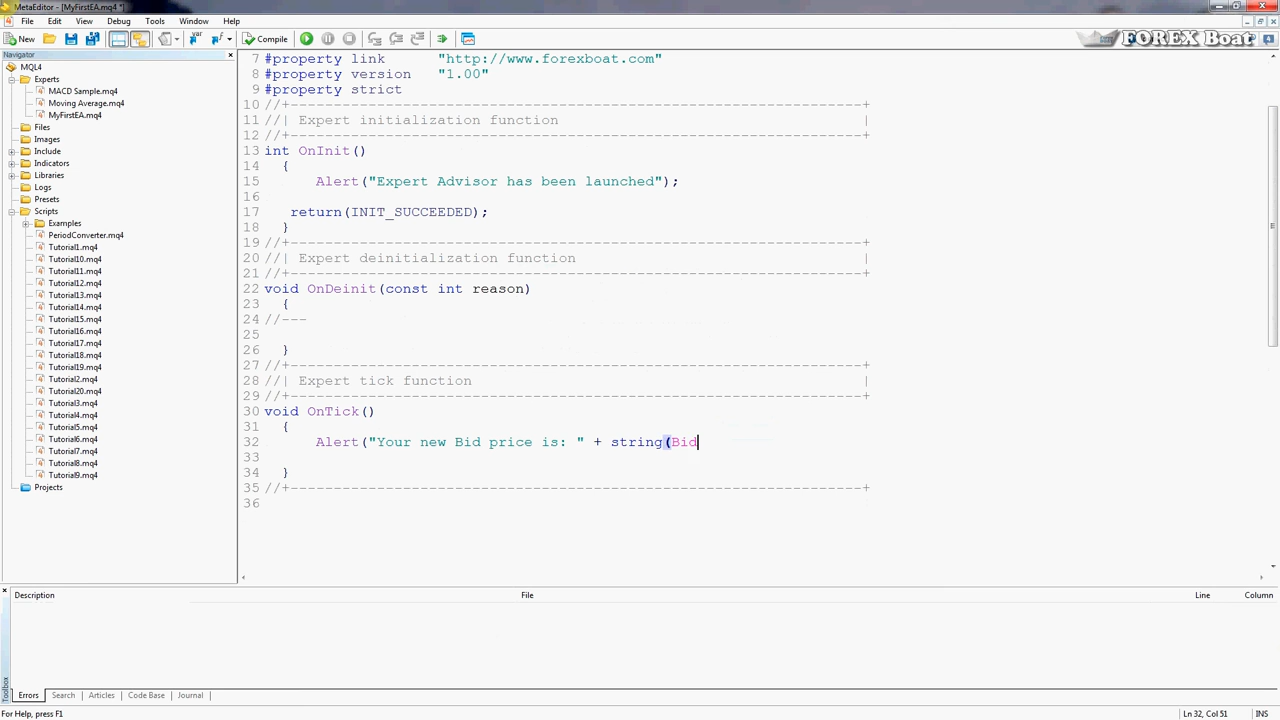 MetaEditor - [MyFirstEA.mq4 *]
File Edit View Debug Tools Window Help
New Compile FOREX Boat
Navigator
MQL4
Experts
MACD Sample.mq4
Moving Average.mq4
MyFirstEA.mq4
Files
Images
Include
Indicators
Libraries
Logs
Presets
Scripts
Examples
PeriodConverter.mq4
Tutorial1.mq4
Tutorial10.mq4
Tutorial11.mq4
Tutorial12.mq4
Tutorial13.mq4
Tutorial14.mq4
Tutorial15.mq4
Tutorial16.mq4
Tutorial17.mq4
Tutorial18.mq4
Tutorial19.mq4
Tutorial2.mq4
Tutorial20.mq4
Tutorial3.mq4
Tutorial4.mq4
Tutorial5.mq4
Tutorial6.mq4
Tutorial7.mq4
Tutorial8.mq4
Tutorial9.mq4
Projects
7 #property link "http://www.forexboat.com"
8 #property version "1.00"
9 #property strict
10 //+------------------------------------------------------------------+
11 //| Expert initialization function |
12 //+------------------------------------------------------------------+
13 int OnInit()
14 {
15 Alert("Expert Advisor has been launched");
16
17 return(INIT_SUCCEEDED);
18 }
19 //+------------------------------------------------------------------+
20 //| Expert deinitialization function |
21 //+------------------------------------------------------------------+
22 void OnDeinit(const int reason)
23 {
24 //---
25
26 }
27 //+------------------------------------------------------------------+
28 //| Expert tick function |
29 //+------------------------------------------------------------------+
30 void OnTick()
31 {
32 Alert("Your new Bid price is: " + string(Bid
33
34 }
35 //+------------------------------------------------------------------+
36
Description File Line Column
Toolbox
Errors Search Articles Code Base Journal
For Help, press F1 Ln 32, Col 51 INS